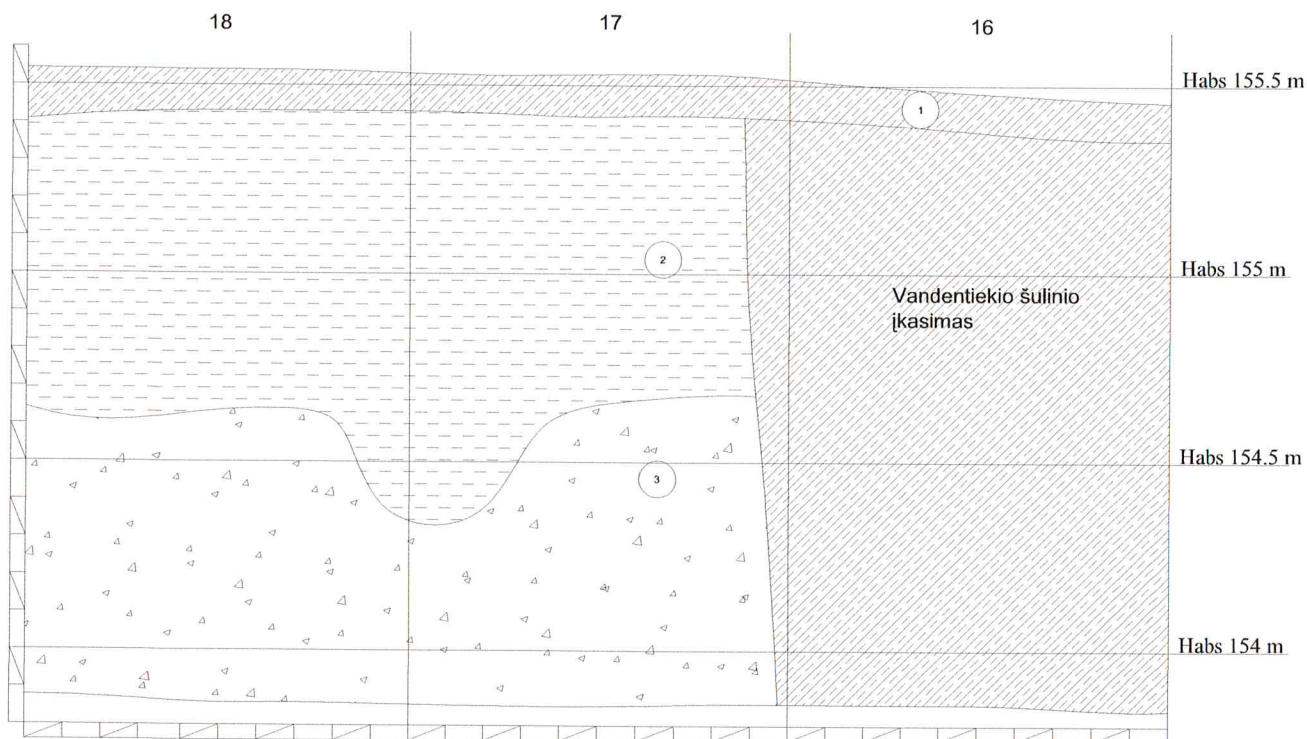 18 17 16
Habs 155.5 m
1
2
Habs 155 m
Vandentiekio šulinio
įkasimas
Habs 154.5 m
3
Habs 154 m